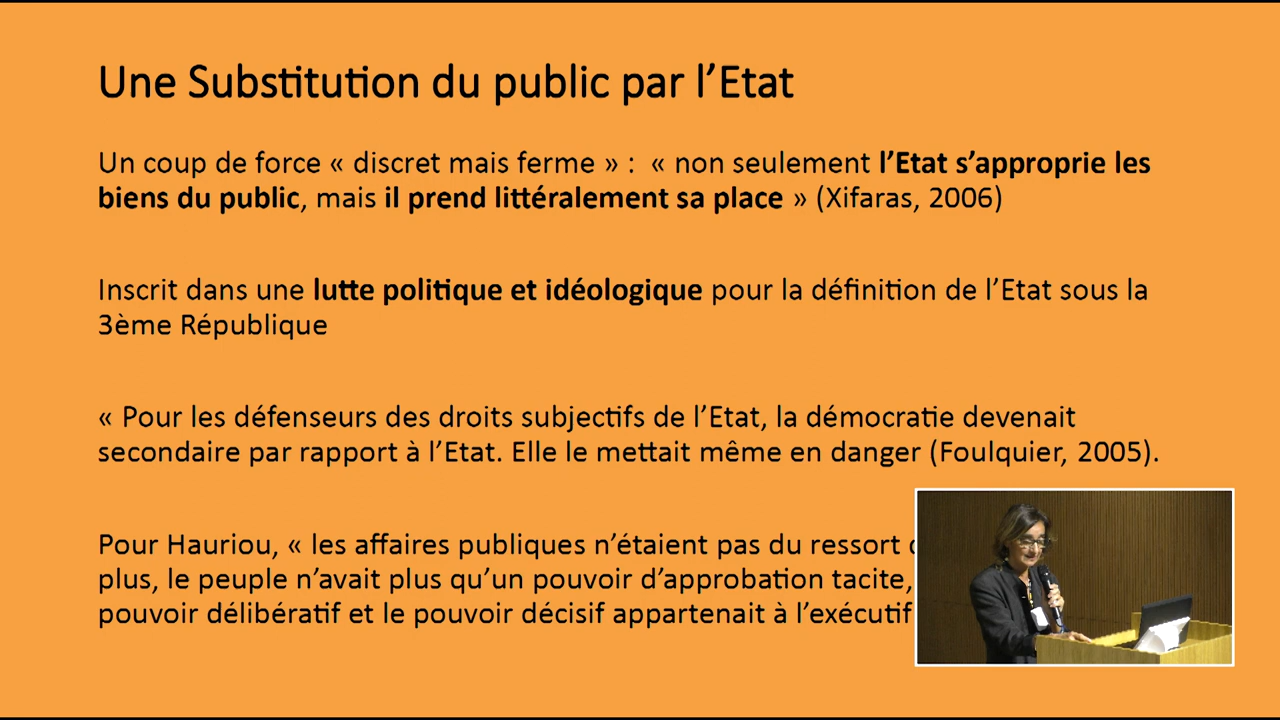 Une Substitution du public par l’Etat
Un coup de force « discret mais ferme » :  « non seulement l’Etat s’approprie les
biens du public, mais il prend littéralement sa place » (Xifaras, 2006)
Inscrit dans une lutte politique et idéologique pour la définition de l’Etat sous la
3ème République
« Pour les défenseurs des droits subjectifs de l’Etat, la démocratie devenait
secondaire par rapport à l’Etat. Elle le mettait même en danger (Foulquier, 2005).
Pour Hauriou, « les affaires publiques n’étaient pas du ressort
plus, le peuple n’avait plus qu’un pouvoir d’approbation tacite,
pouvoir délibératif et le pouvoir décisif appartenait à l’exécutif